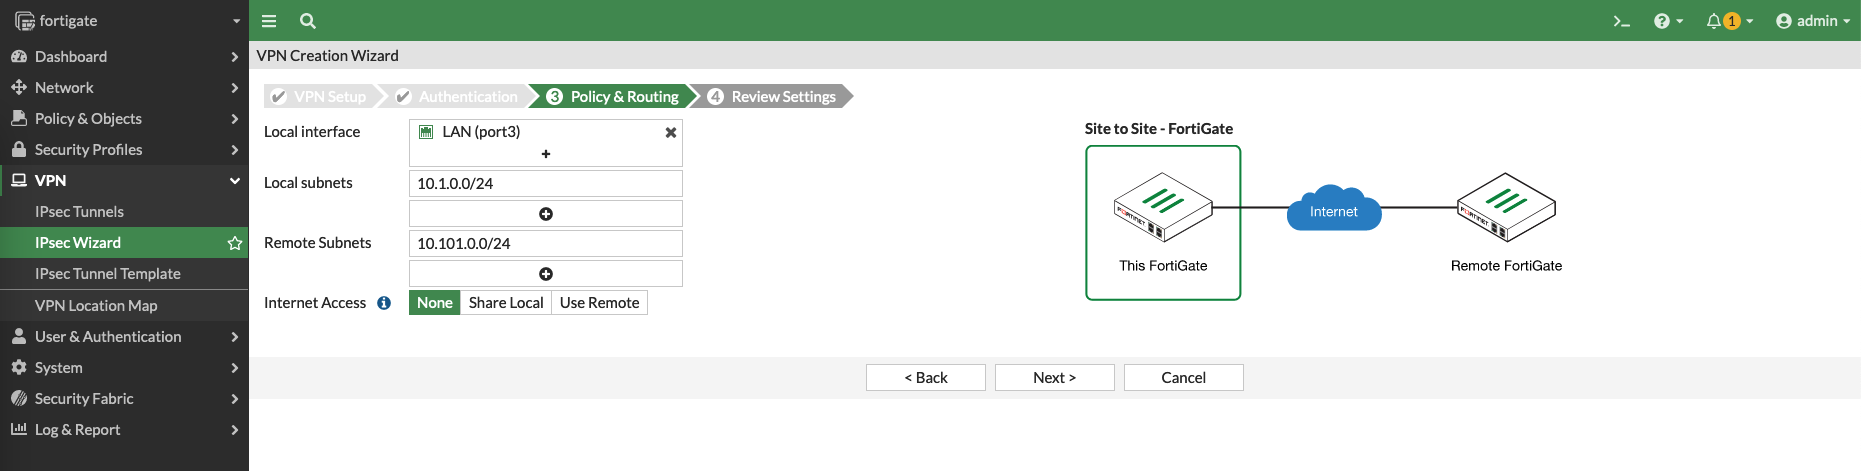 fortigate
Dashboard
Network
Policy & Objects
Security Profiles
VPN
IPsec Tunnels
IPsec Wizard
IPsec Tunnel Template
VPN Location Map
User & Authentication
System
Security Fabric
Log & Report
>_
?
1
admin
VPN Creation Wizard
VPN Setup
Authentication
3 Policy & Routing
4 Review Settings
Local interface
LAN (port3)
+
Local subnets
10.1.0.0/24
Remote Subnets
10.101.0.0/24
Internet Access
None Share Local Use Remote
Site to Site - FortiGate
FORTINET
Internet
FORTINET
This FortiGate
Remote FortiGate
< Back
Next >
Cancel